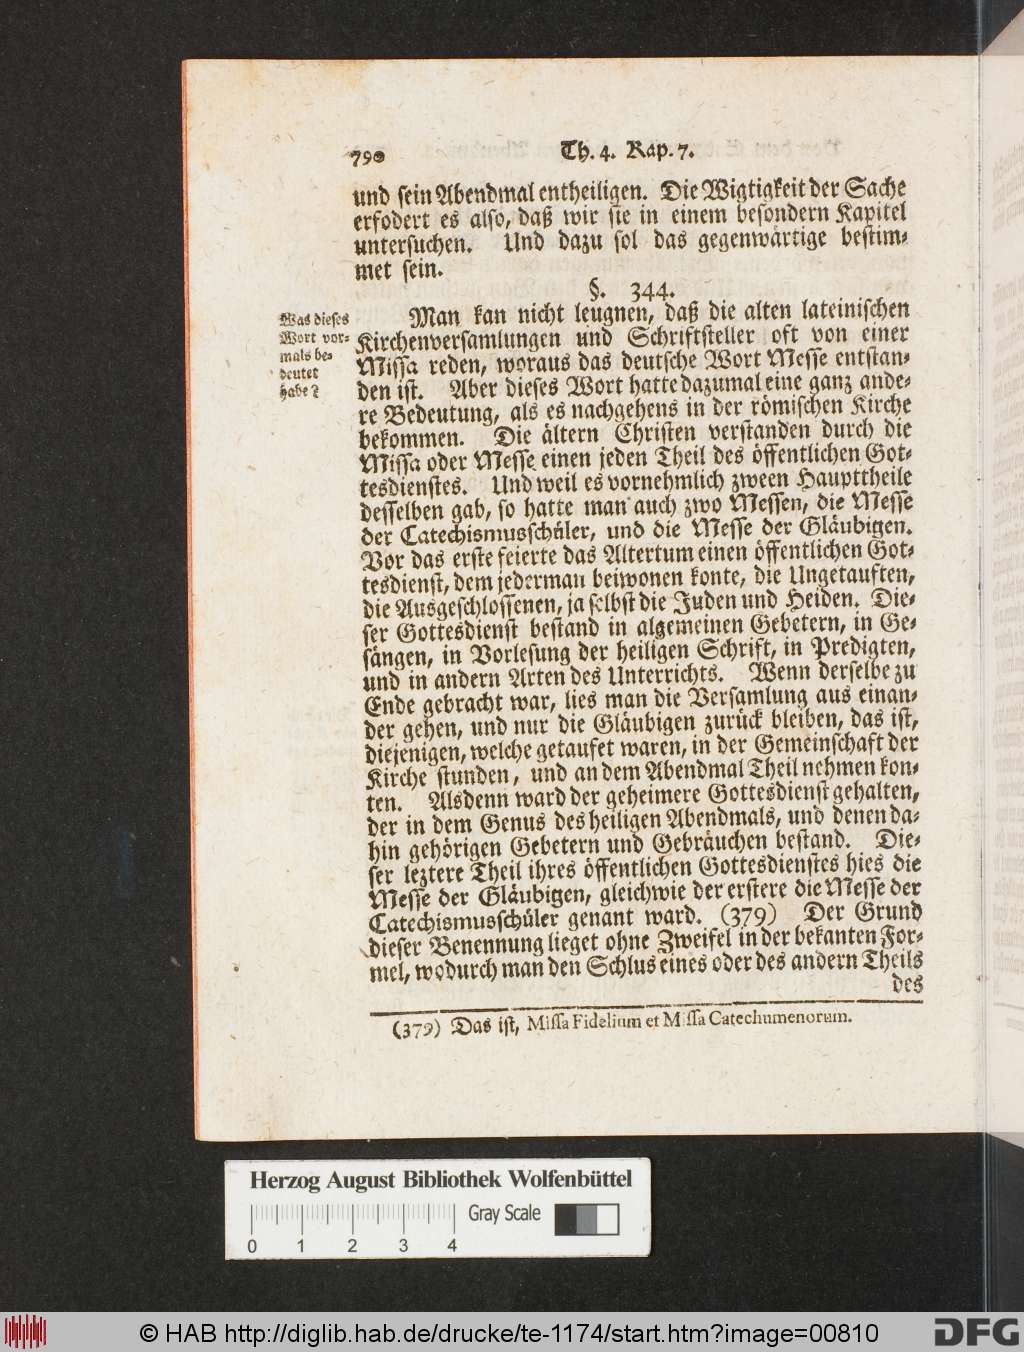 790 Th. 4. Kap. 7.
und sein Abendmal entheiligen. Die Wigtigkeit der Sache
erfodert es also, daß wir sie in einem besondern Kapitel
untersuchen. Und dazu sol das gegenwärtige bestim-
met sein.
§. 344.
Was dieses
Wort vor-
mals be-
deutet
habe?
Man kan nicht leugnen, daß die alten lateinischen
Kirchenversamlungen und Schriftsteller oft von einer
Missa reden, woraus das deutsche Wort Messe entstan-
den ist. Aber dieses Wort hatte dazumal eine ganz ande-
re Bedeutung, als es nachgehens in der römischen Kirche
bekommen. Die ältern Christen verstanden durch die
Missa oder Messe einen jeden Theil des öffentlichen Got-
tesdienstes. Und weil es vornehmlich zween Haupttheile
desselben gab, so hatte man auch zwo Messen, die Messe
der Catechismusschüler, und die Messe der Gläubigen.
Vor das erste feierte das Altertum einen öffentlichen Got-
tesdienst, dem jederman beiwonen konte, die Ungetauften,
die Ausgeschlossenen, ja selbst die Juden und Heiden. Die-
ser Gottesdienst bestand in algemeinen Gebetern, in Ge-
sängen, in Vorlesung der heiligen Schrift, in Predigten,
und in andern Arten des Unterrichts. Wenn derselbe zu
Ende gebracht war, lies man die Versamlung aus einan-
der gehen, und nur die Gläubigen zurück bleiben, das ist,
diejenigen, welche getaufet waren, in der Gemeinschaft der
Kirche stunden, und an dem Abendmal Theil nehmen kon-
ten. Alsdenn ward der geheimere Gottesdienst gehalten,
der in dem Genus des heiligen Abendmals, und denen da-
hin gehörigen Gebetern und Gebräuchen bestand. Die-
ser leztere Theil ihres öffentlichen Gottesdienstes hies die
Messe der Gläubigen, gleichwie der erstere die Messe der
Catechismusschüler genant ward. (379) Der Grund
dieser Benennung lieget ohne Zweifel in der bekanten For-
mel, wodurch man den Schlus eines oder des andern Theils
des
(379) Das ist, Missa Fidelium et Missa Catechumenorum.
Herzog August Bibliothek Wolfenbüttel
Gray Scale
0 1 2 3 4
© HAB http://diglib.hab.de/drucke/te-1174/start.htm?image=00810
DFG